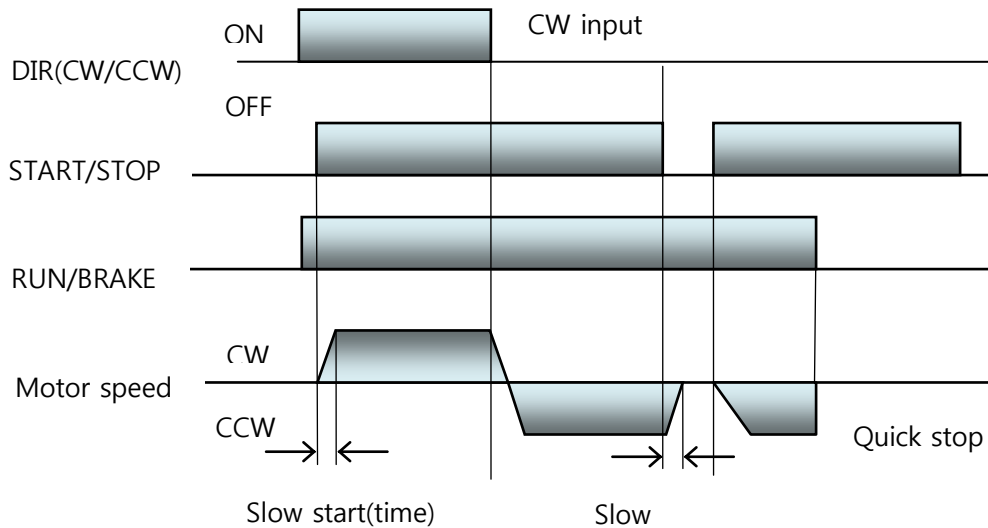 ON
CW input
DIR(CW/CCW)
OFF
START/STOP
RUN/BRAKE
CW
Motor speed
CCW
Quick stop
Slow start(time)
Slow